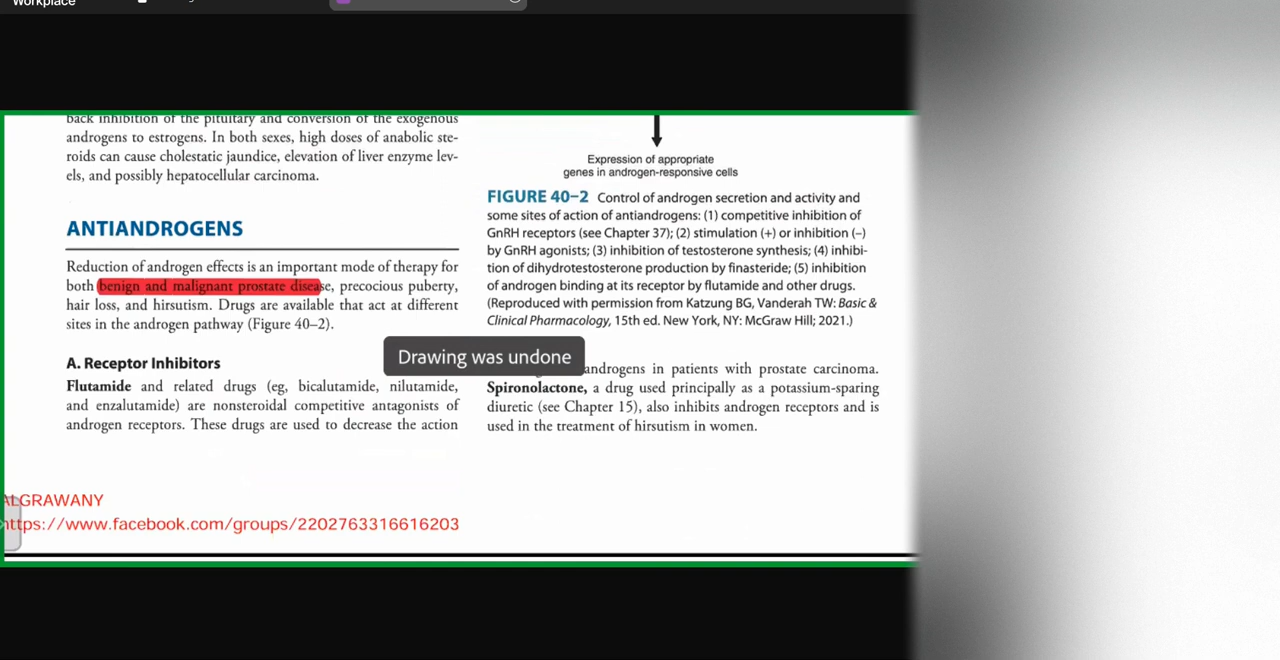 Workplace
back inhibition of the pituitary and conversion of the exogenous
androgens to estrogens. In both sexes, high doses of anabolic ste-
roids can cause cholestatic jaundice, elevation of liver enzyme lev-
els, and possibly hepatocellular carcinoma.
ANTIANDROGENS
Reduction of androgen effects is an important mode of therapy for
both benign and malignant prostate disease, precocious puberty,
hair loss, and hirsutism. Drugs are available that act at different
sites in the androgen pathway (Figure 40–2).
A. Receptor Inhibitors
Flutamide and related drugs (eg, bicalutamide, nilutamide,
and enzalutamide) are nonsteroidal competitive antagonists of
androgen receptors. These drugs are used to decrease the action
Expression of appropriate
genes in androgen-responsive cells
FIGURE 40–2 Control of androgen secretion and activity and
some sites of action of antiandrogens: (1) competitive inhibition of
GnRH receptors (see Chapter 37); (2) stimulation (+) or inhibition (–)
by GnRH agonists; (3) inhibition of testosterone synthesis; (4) inhibi-
tion of dihydrotestosterone production by finasteride; (5) inhibition
of androgen binding at its receptor by flutamide and other drugs.
(Reproduced with permission from Katzung BG, Vanderah TW: Basic &
Clinical Pharmacology, 15th ed. New York, NY: McGraw Hill; 2021.)
Drawing was undone
androgens in patients with prostate carcinoma.
Spironolactone, a drug used principally as a potassium-sparing
diuretic (see Chapter 15), also inhibits androgen receptors and is
used in the treatment of hirsutism in women.
ALGRAWANY
https://www.facebook.com/groups/2202763316616203